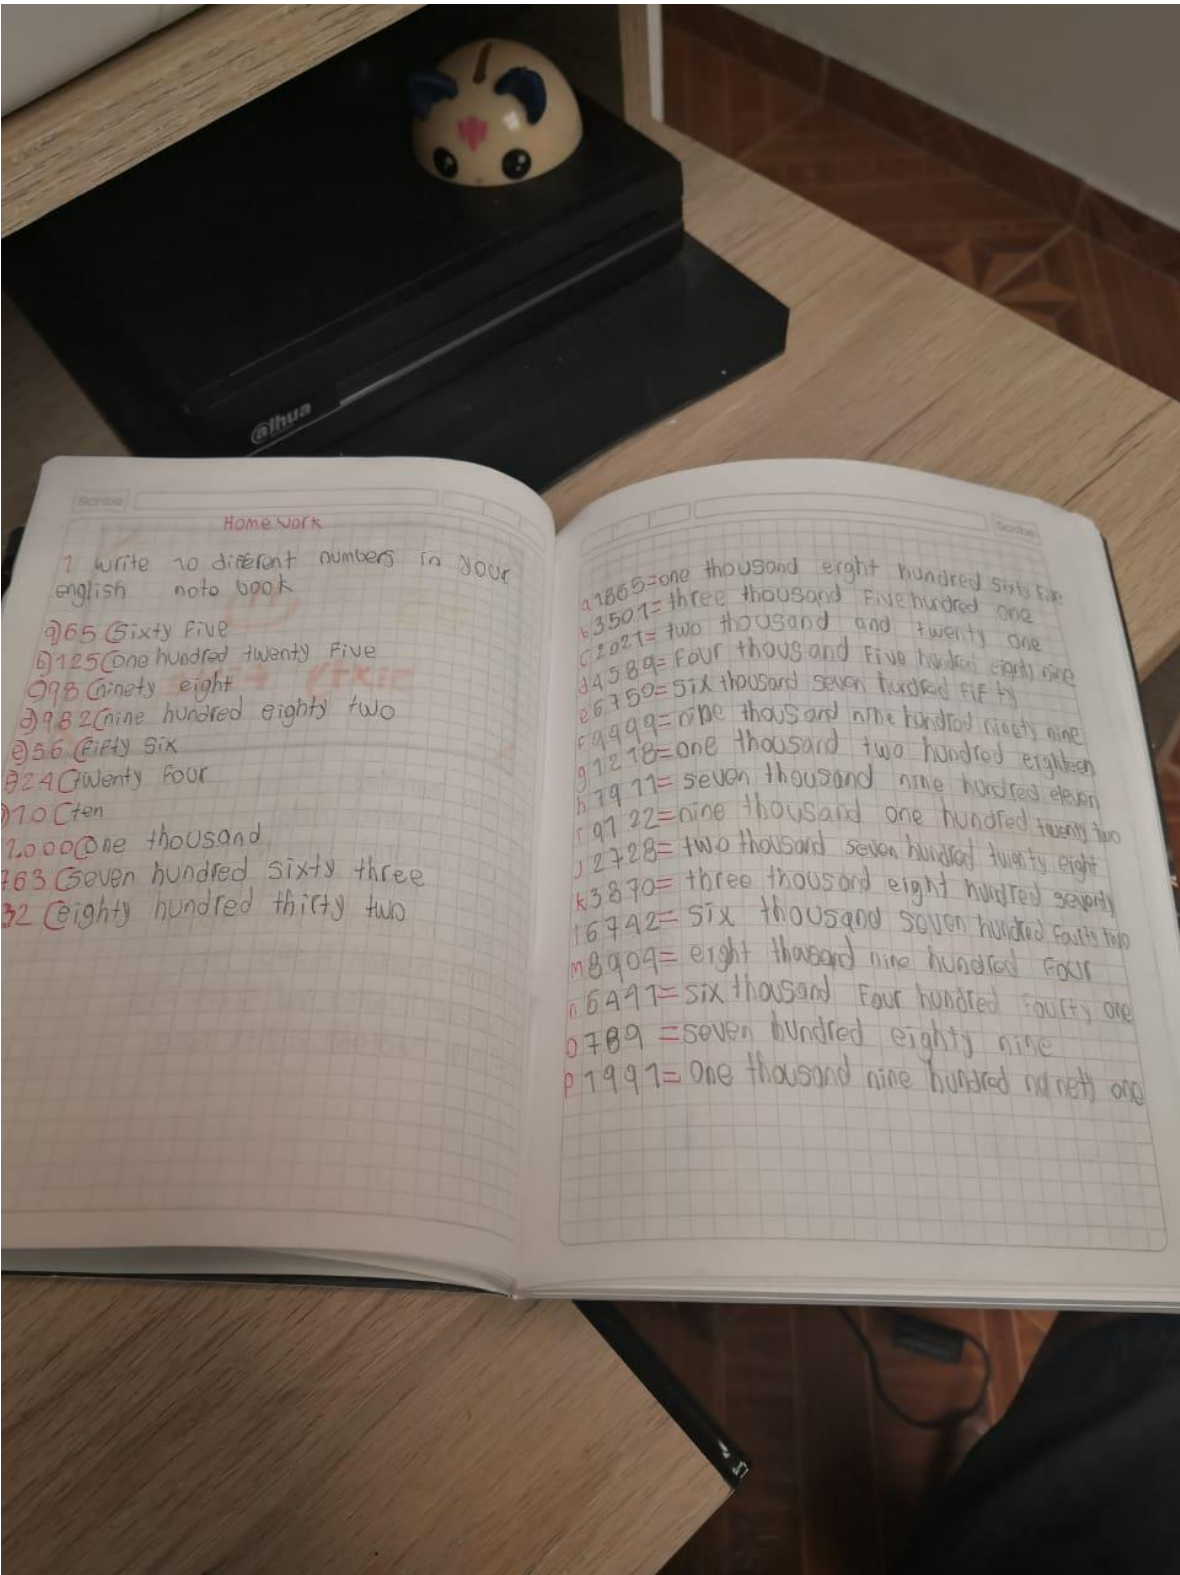 alhua
Scribe
Home work
1 write 10 different numbers in your
english noto book
a)65 (Sixty Five
b)125(One hundred twenty Five
c)98 (ninety eight
d)982(nine hundred eighty two
e)56 (Fifty Six
)24(Twenty Four
)10 (ten
1.000(One thousand
763 (Seven hundred sixty three
32 (eighty hundred thirty two
Scribe
a 1865=one thousand eight hundred sixty five
b 3501= three thousand Five hundred one
c 2021= two thousand and twenty one
d 4589= Four thousand Five hundred eighty nine
e 6750= six thousand seven hundred fifty
f 9999= nine thousand nine hundred ninety nine
g 1218= one thousand two hundred eighteen
h 7911= seven thousand nine hundred eleven
i 9122= nine thousand one hundred twenty two
j 2728= two thousand seven hundred twenty eight
k 3870= three thousand eight hundred seventy
l 6742= six thousand seven hundred fourty two
m 8904= eight thousand nine hundred Four
n 6441= six thousand Four hundred Fourty one
o 789 = seven hundred eighty nine
p 1991= One thousand nine hundred one